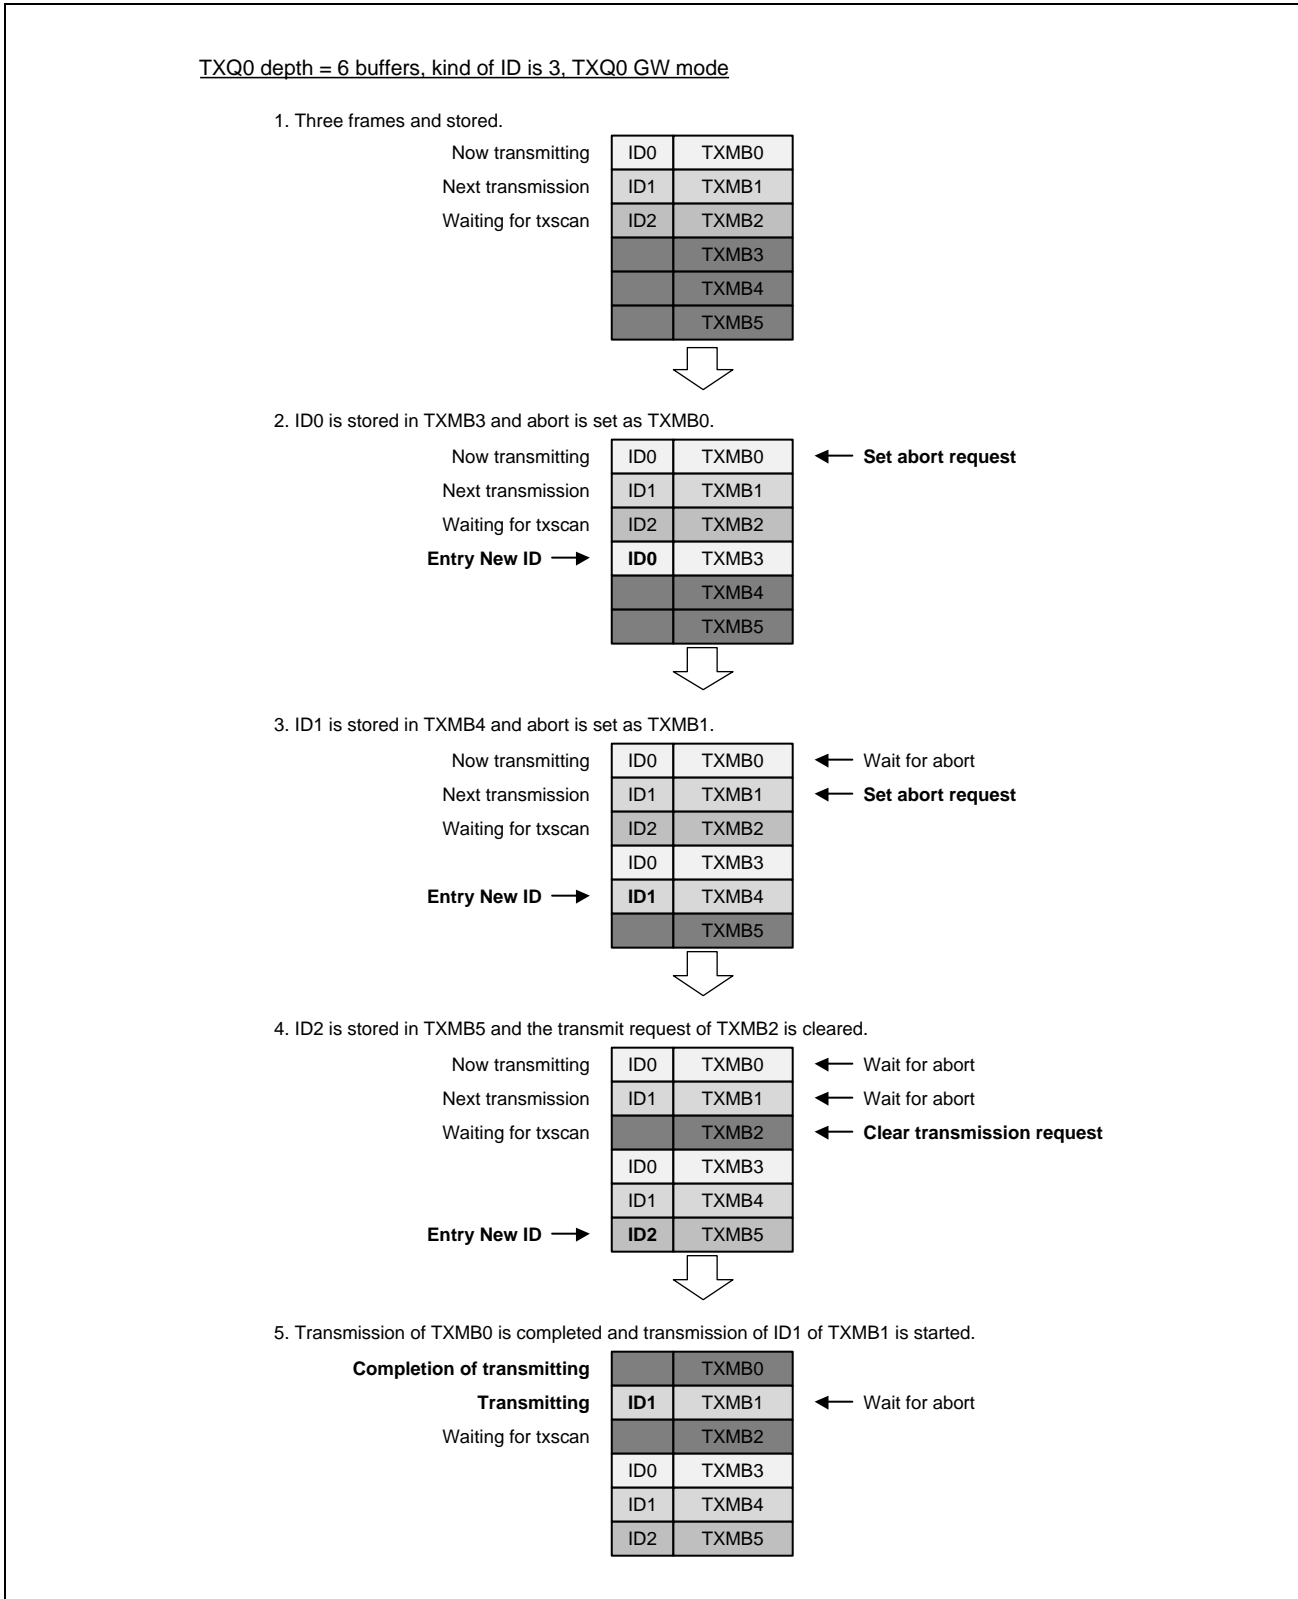 TXQ0 depth = 6 buffers, kind of ID is 3, TXQ0 GW mode
1. Three frames and stored.
Now transmitting ID0 TXMB0
Next transmission ID1 TXMB1
Waiting for txscan ID2 TXMB2
TXMB3
TXMB4
TXMB5
2. ID0 is stored in TXMB3 and abort is set as TXMB0.
Now transmitting ID0 TXMB0 Set abort request
Next transmission ID1 TXMB1
Waiting for txscan ID2 TXMB2
Entry New ID ID0 TXMB3
TXMB4
TXMB5
3. ID1 is stored in TXMB4 and abort is set as TXMB1.
Now transmitting ID0 TXMB0 Wait for abort
Next transmission ID1 TXMB1 Set abort request
Waiting for txscan ID2 TXMB2
ID0 TXMB3
Entry New ID ID1 TXMB4
TXMB5
4. ID2 is stored in TXMB5 and the transmit request of TXMB2 is cleared.
Now transmitting ID0 TXMB0 Wait for abort
Next transmission ID1 TXMB1 Wait for abort
Waiting for txscan TXMB2 Clear transmission request
ID0 TXMB3
ID1 TXMB4
Entry New ID ID2 TXMB5
5. Transmission of TXMB0 is completed and transmission of ID1 of TXMB1 is started.
Completion of transmitting TXMB0
Transmitting ID1 TXMB1 Wait for abort
Waiting for txscan TXMB2
ID0 TXMB3
ID1 TXMB4
ID2 TXMB5